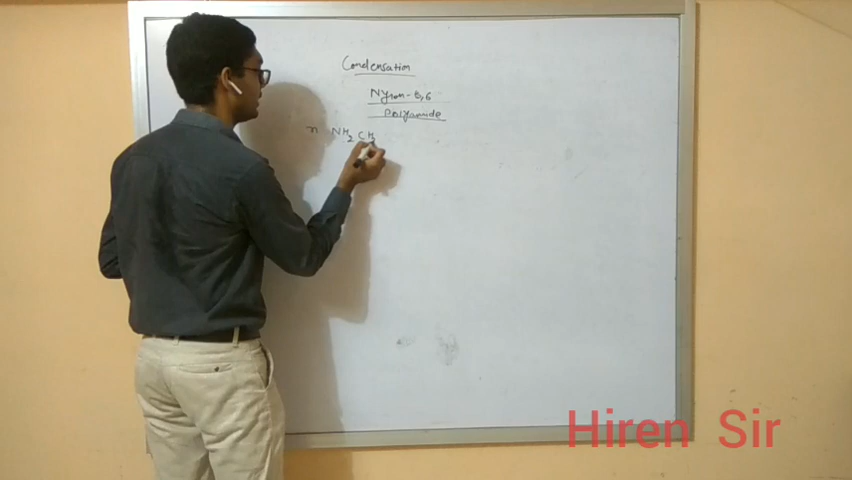 Condensation
Nylon-6,6
Polyamide
n NH2 CH2
Hiren Sir